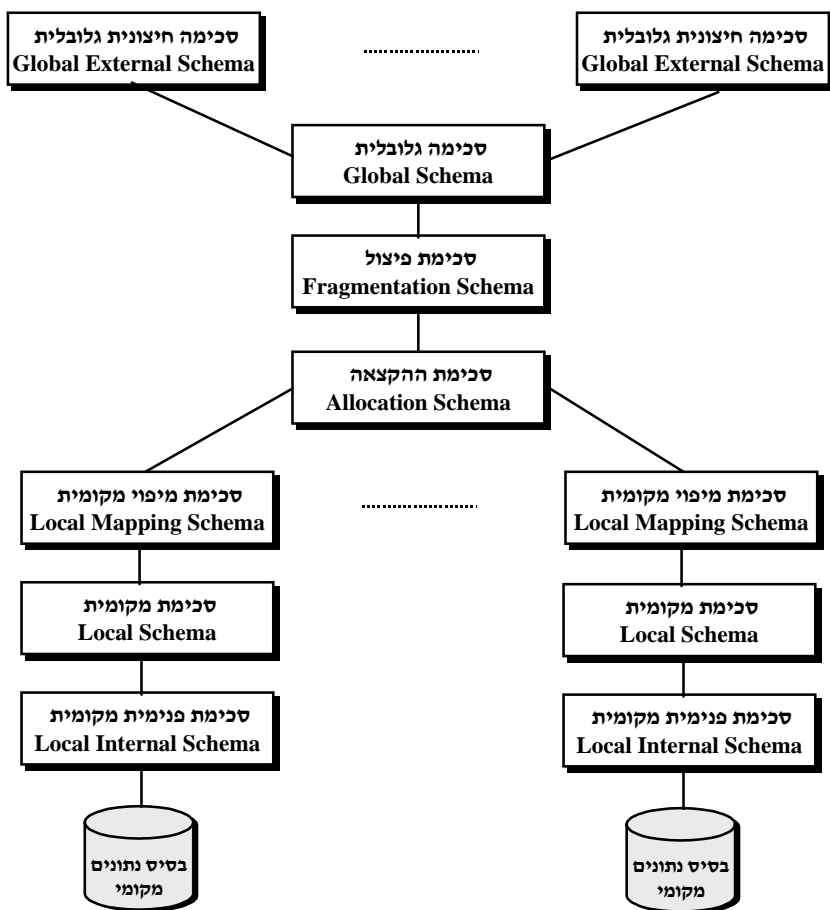 סכימה חיצונית גלובלית
Global External Schema
סכימה חיצונית גלובלית
Global External Schema
סכימה גלובלית
Global Schema
סכימת פיצול
Fragmentation Schema
סכימת ההקצאה
Allocation Schema
סכימת מיפוי מקומית
Local Mapping Schema
סכימת מיפוי מקומית
Local Mapping Schema
סכימת מקומית
Local Schema
סכימת מקומית
Local Schema
סכימת פנימית מקומית
Local Internal Schema
סכימת פנימית מקומית
Local Internal Schema
בסיס נתונים
מקומי
בסיס נתונים
מקומי